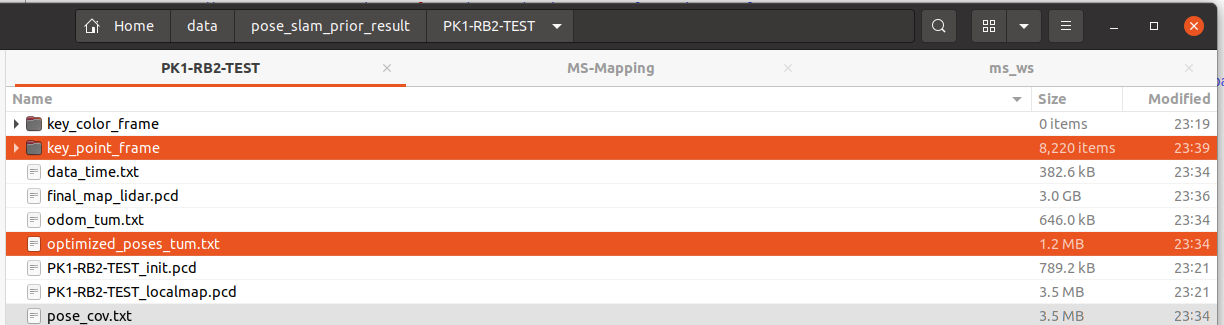 Home data pose_slam_prior_result PK1-RB2-TEST
PK1-RB2-TEST MS-Mapping ms_ws
Name Size Modified
key_color_frame 0 items 23:19
key_point_frame 8,220 items 23:39
data_time.txt 382.6 kB 23:34
final_map_lidar.pcd 3.0 GB 23:36
odom_tum.txt 646.0 kB 23:34
optimized_poses_tum.txt 1.2 MB 23:34
PK1-RB2-TEST_init.pcd 789.2 kB 23:21
PK1-RB2-TEST_localmap.pcd 3.5 MB 23:21
pose_cov.txt 3.5 MB 23:34